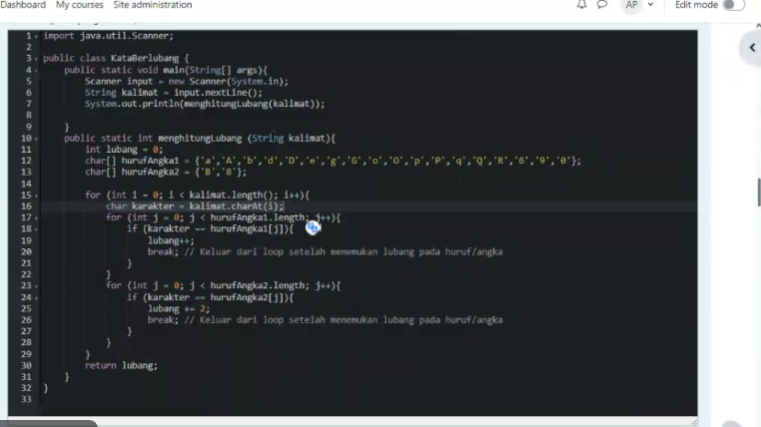 Dashboard My courses Site administration AP Edit mode
1 import java.util.Scanner;
2
3 public class KataBerlubang {
4 public static void main(String[] args){
5 Scanner input = new Scanner(System.in);
6 String kalimat = input.nextLine();
7 System.out.println(menghitungLubang(kalimat));
8
9 }
10 public static int menghitungLubang (String kalimat){
11 int lubang = 0;
12 char[] hurufAngka1 = {'a','A','b','d','D','e','g','G','o','O','p','P','q','Q','R','6','9','0'};
13 char[] hurufAngka2 = {'B','8'};
14
15 for (int i = 0; i < kalimat.length(); i++){
16 char karakter = kalimat.charAt(i);
17 for (int j = 0; j < hurufAngka1.length; j++){
18 if (karakter == hurufAngka1[j]){
19 lubang++;
20 break; // Keluar dari loop setelah menemukan lubang pada huruf/angka
21 }
22 }
23 for (int j = 0; j < hurufAngka2.length; j++){
24 if (karakter == hurufAngka2[j]){
25 lubang += 2;
26 break; // Keluar dari loop setelah menemukan lubang pada huruf/angka
27 }
28 }
29 }
30 return lubang;
31 }
32 }
33